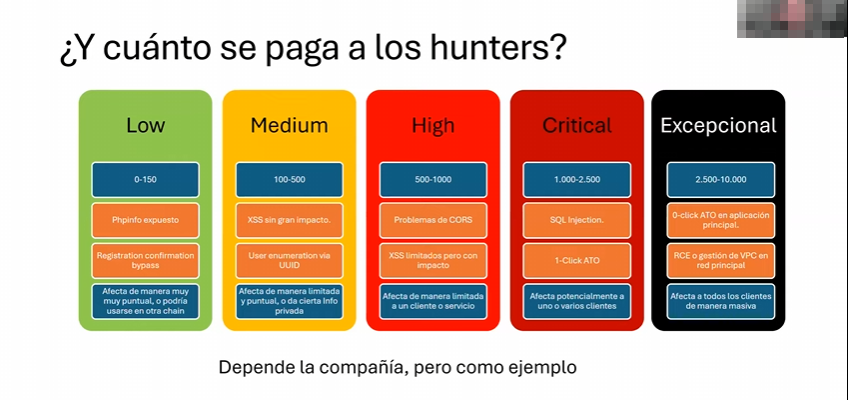 ¿Y cuánto se paga a los hunters?
Low
0-150
Phpinfo expuesto
Registration confirmation
bypass
Afecta de manera muy
muy puntual, o podría
usarse en otra chain
Medium
100-500
XSS sin gran impacto.
User enumeration via
UUID
Afecta de manera limitada
y puntual, o da cierta Info
privada
High
500-1000
Problemas de CORS
XSS limitados pero con
impacto
Afecta de manera limitada
a un cliente o servicio
Critical
1.000-2.500
SQL Injection.
1-Click ATO
Afecta potencialmente a
uno o varios clientes
Excepcional
2.500-10.000
0-click ATO en aplicación
principal.
RCE o gestión de VPC en
red principal
Afecta a todos los clientes
de manera masiva
Depende la compañía, pero como ejemplo